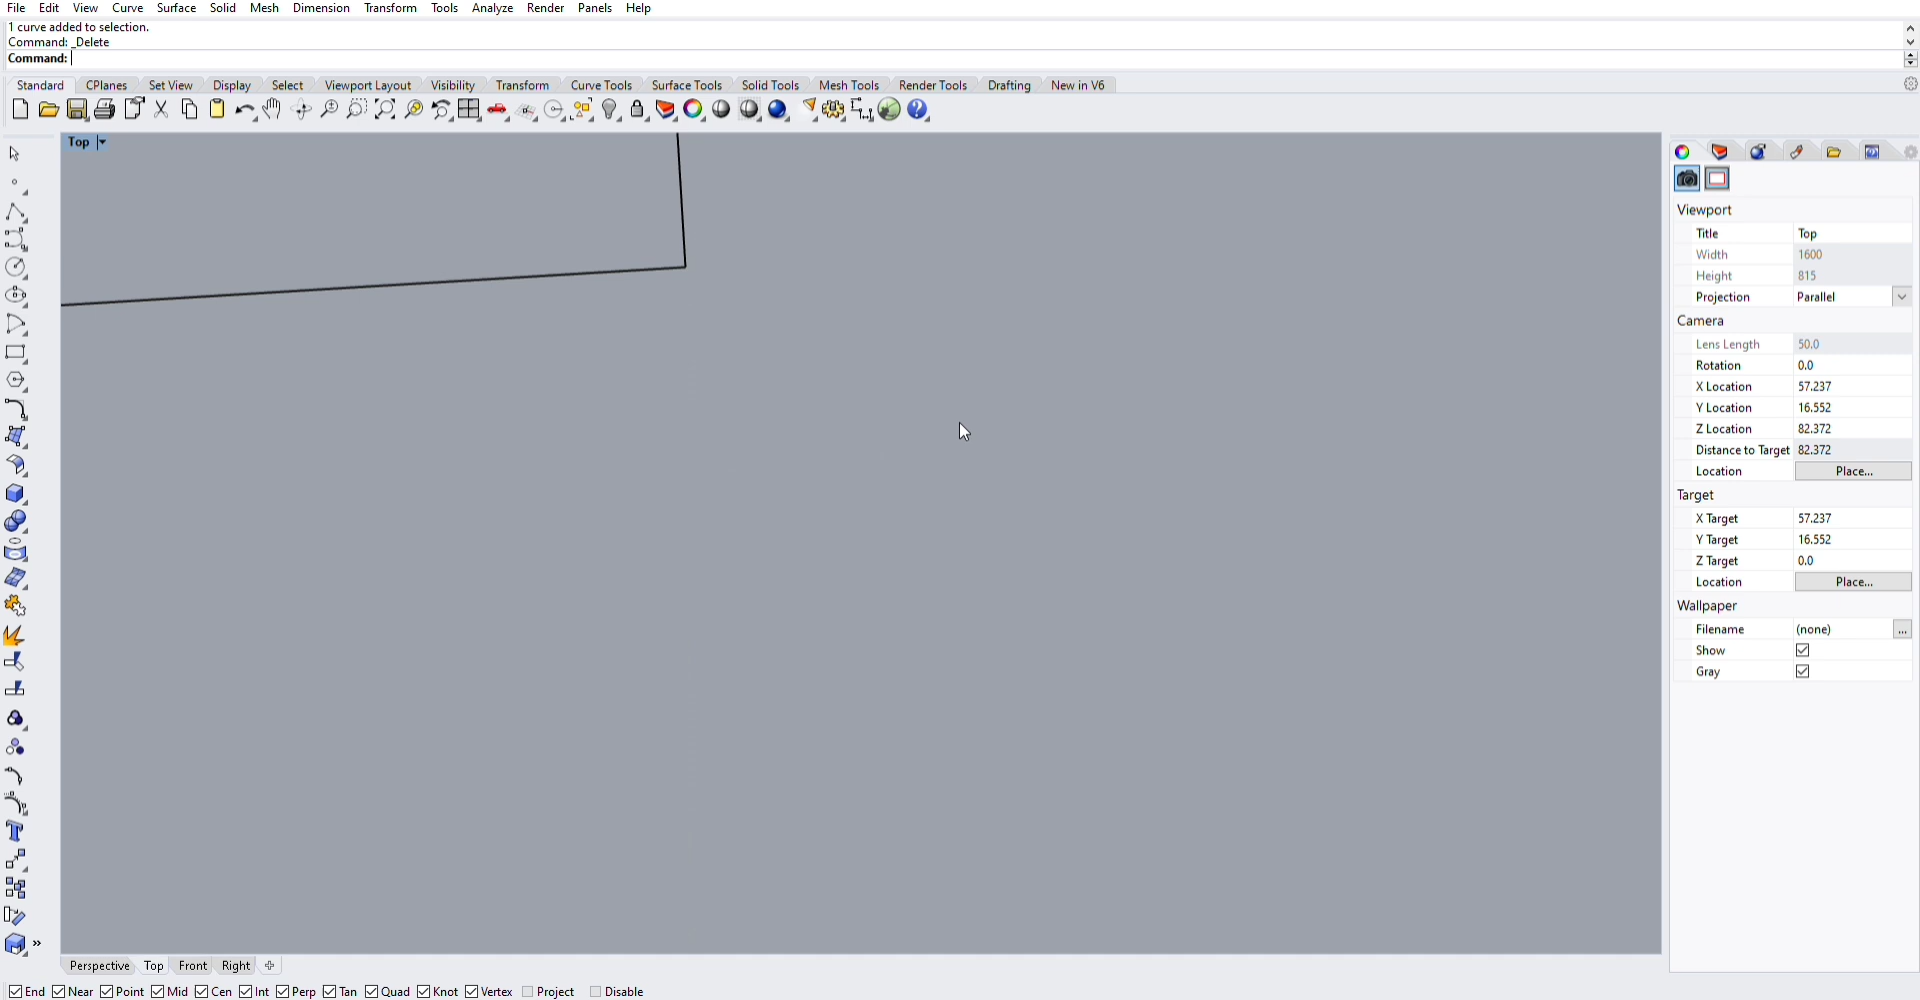 File Edit View Curve Surface Solid Mesh Dimension Transform Tools Analyze Render Panels Help
1 curve added to selection.
Command: _Delete
Command:
Standard CPlanes Set View Display Select Viewport Layout Visibility Transform Curve Tools Surface Tools Solid Tools Mesh Tools Render Tools Drafting New in V6
Top
Viewport
Title Top
Width 1600
Height 815
Projection Parallel
Camera
Lens Length 50.0
Rotation 0.0
X Location 57.237
Y Location 16.552
Z Location 82.372
Distance to Target 82.372
Location Place...
Target
X Target 57.237
Y Target 16.552
Z Target 0.0
Location Place...
Wallpaper
Filename (none) ...
Show
Gray
Perspective Top Front Right
End Near Point Mid Cen Int Perp Tan Quad Knot Vertex Project Disable